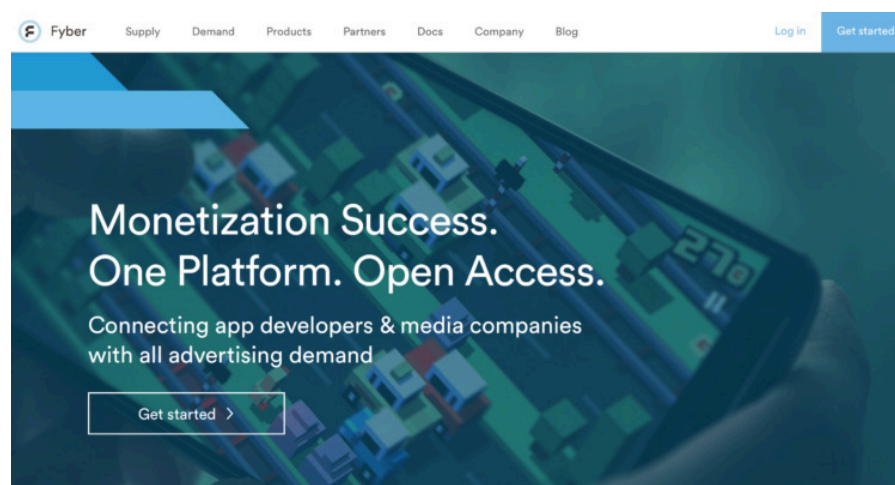 Fyber Supply Demand Products Partners Docs Company Blog Log in Get started
Monetization Success.
One Platform. Open Access.
Connecting app developers & media companies
with all advertising demand
Get started >
270